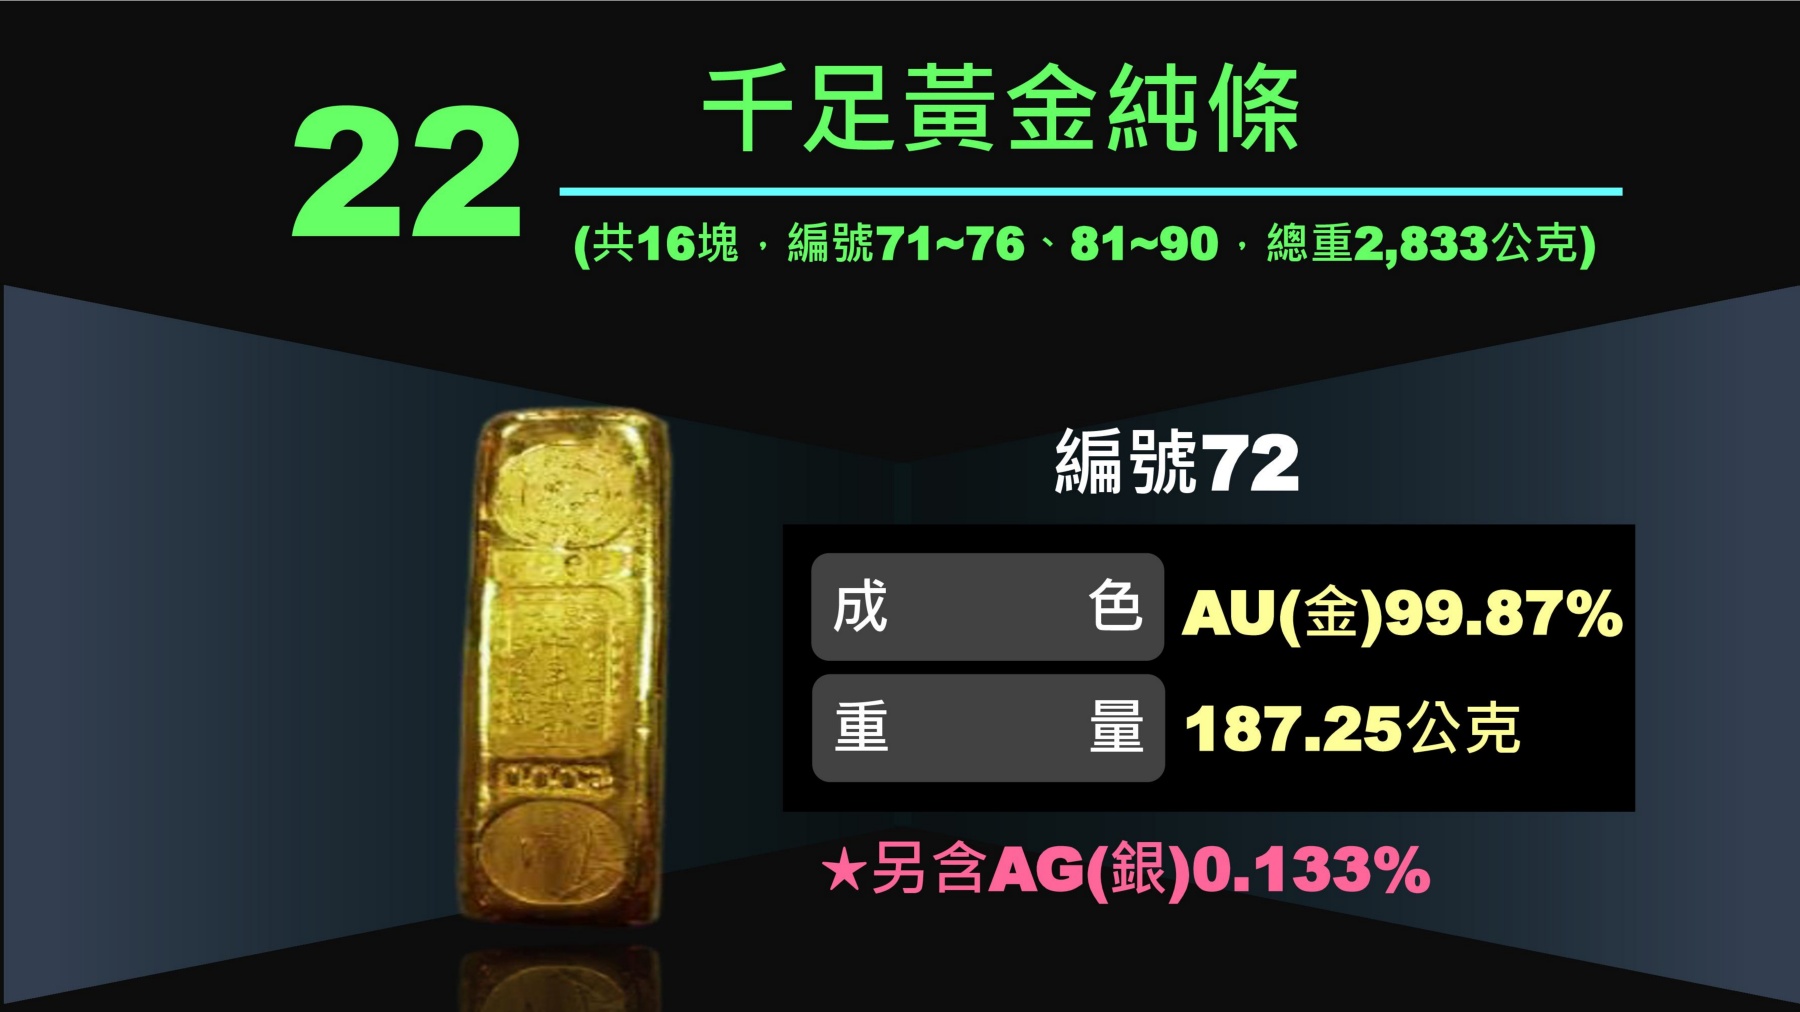 22
千足黃金純條
(共16塊，編號71~76、81~90，總重2,833公克)
編號72
成色 AU(金)99.87%
重量 187.25公克
★另含AG(銀)0.133%